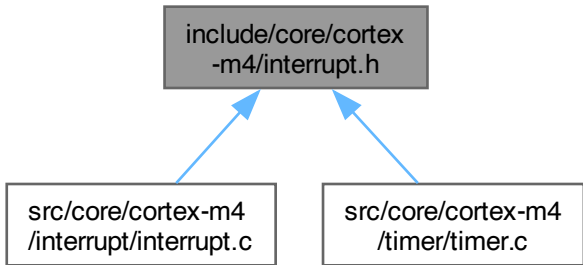 include/core/cortex
-m4/interrupt.h
src/core/cortex-m4
/interrupt/interrupt.c
src/core/cortex-m4
/timer/timer.c